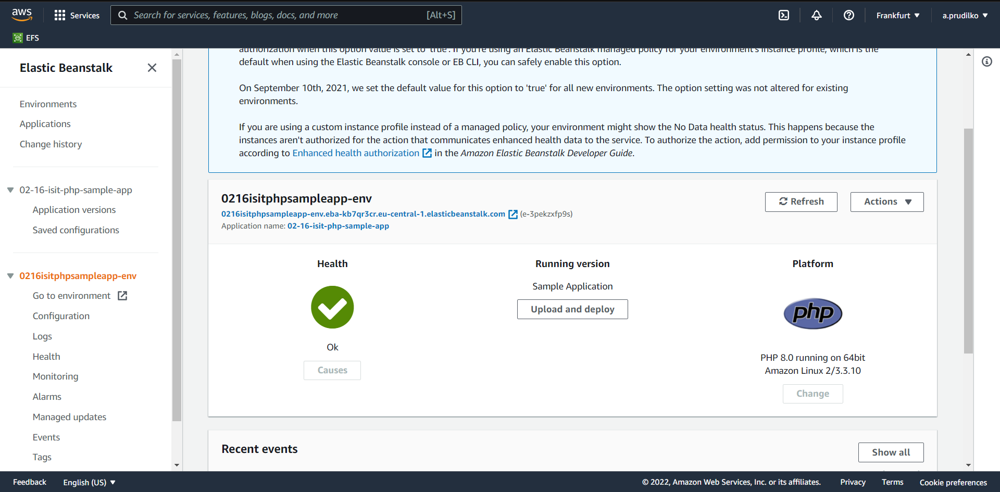 aws
Services
Search for services, features, blogs, docs, and more
[Alt+S]
Frankfurt
a.prudilko
EFS
Elastic Beanstalk
Environments
Applications
Change history
02-16-isit-php-sample-app
Application versions
Saved configurations
0216isitphpsampleapp-env
Go to environment
Configuration
Logs
Health
Monitoring
Alarms
Managed updates
Events
Tags
authorization when this option value is set to 'true'. If you're using an Elastic Beanstalk managed policy for your environment's instance profile, which is the
default when using the Elastic Beanstalk console or EB CLI, you can safely enable this option.
On September 10th, 2021, we set the default value for this option to 'true' for all new environments. The option setting was not altered for existing
environments.
If you are using a custom instance profile instead of a managed policy, your environment might show the No Data health status. This happens because the
instances aren't authorized for the action that communicates enhanced health data to the service. To authorize the action, add permission to your instance profile
according to Enhanced health authorization in the Amazon Elastic Beanstalk Developer Guide.
0216isitphpsampleapp-env
0216isitphpsampleapp-env.eba-kb7qr3cr.eu-central-1.elasticbeanstalk.com (e-3pekzxfp9s)
Application name: 02-16-isit-php-sample-app
Refresh
Actions
Health
Ok
Causes
Running version
Sample Application
Upload and deploy
Platform
php
PHP 8.0 running on 64bit
Amazon Linux 2/3.3.10
Change
Recent events
Show all
Feedback
English (US)
© 2022, Amazon Web Services, Inc. or its affiliates.
Privacy
Terms
Cookie preferences